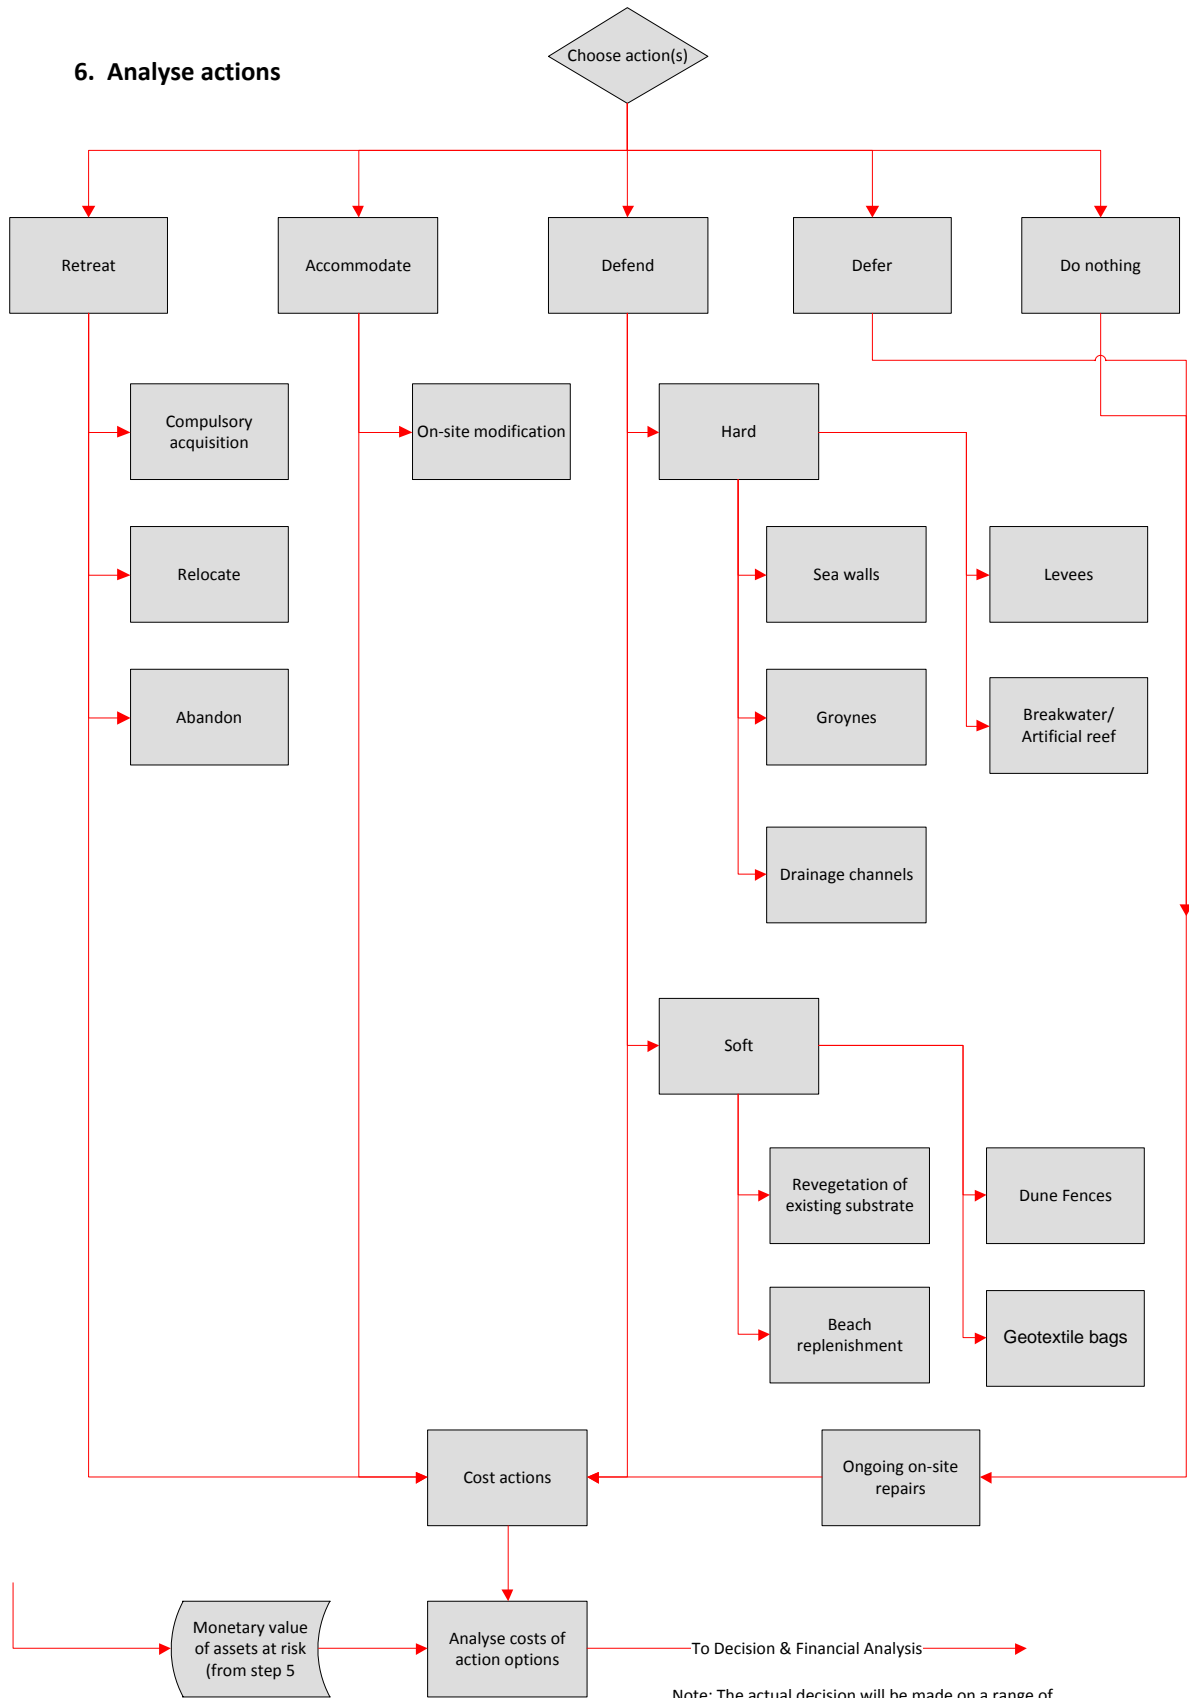 6. Analyse actions
Choose action(s)
Retreat
Accommodate
Defend
Defer
Do nothing
Compulsory
acquisition
On-site modification
Hard
Relocate
Sea walls
Levees
Abandon
Groynes
Breakwater/
Artificial reef
Drainage channels
Soft
Revegetation of
existing substrate
Dune Fences
Beach
replenishment
Geotextile bags
Cost actions
Ongoing on-site
repairs
Monetary value
of assets at risk
(from step 5
Analyse costs of
action options
To Decision & Financial Analysis
Note: The actual decision will be made on a range of